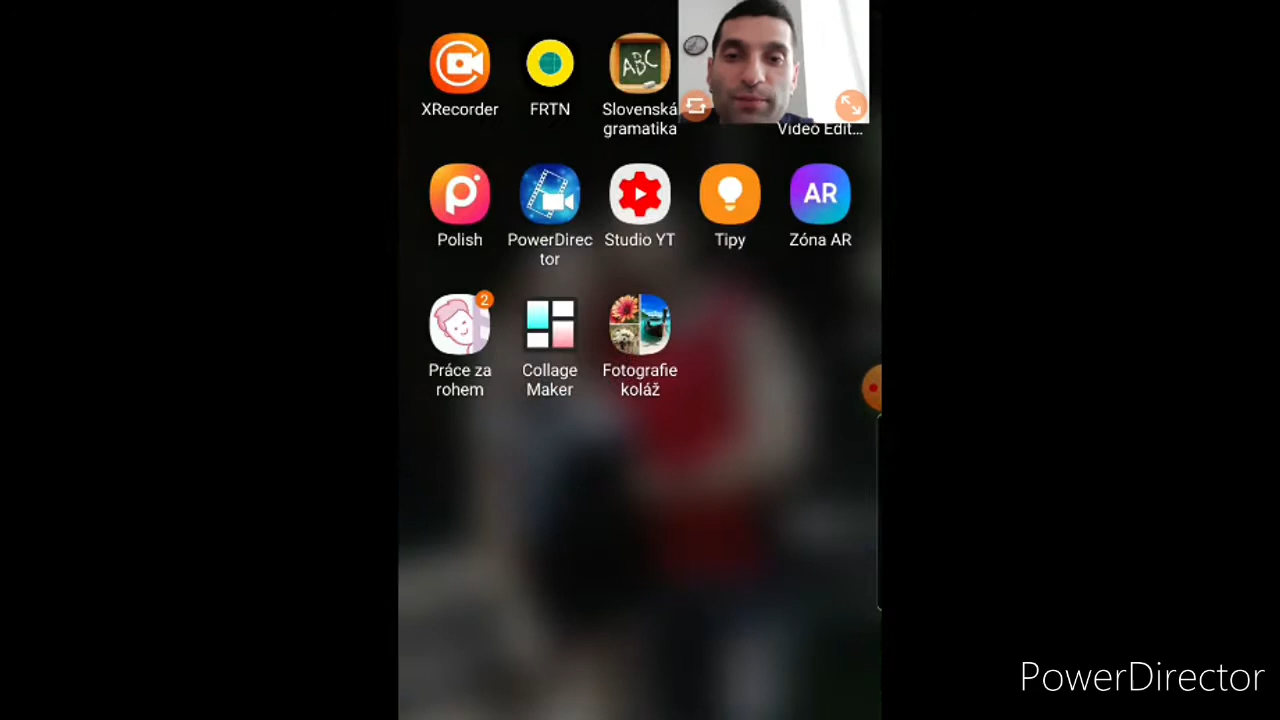 XRecorder
FRTN
ABC
Slovenská
gramatika
Video Edit...
Polish
PowerDirec
tor
Studio YT
Tipy
AR
Zóna AR
2
Práce za
rohem
Collage
Maker
Fotografie
koláž
PowerDirector